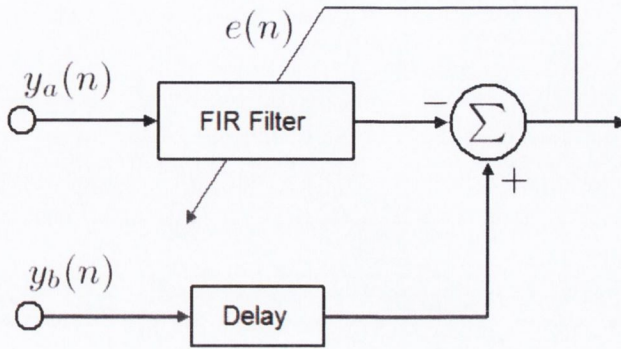 e(n)
y_a(n)
FIR Filter
−
Σ
+
y_b(n)
Delay